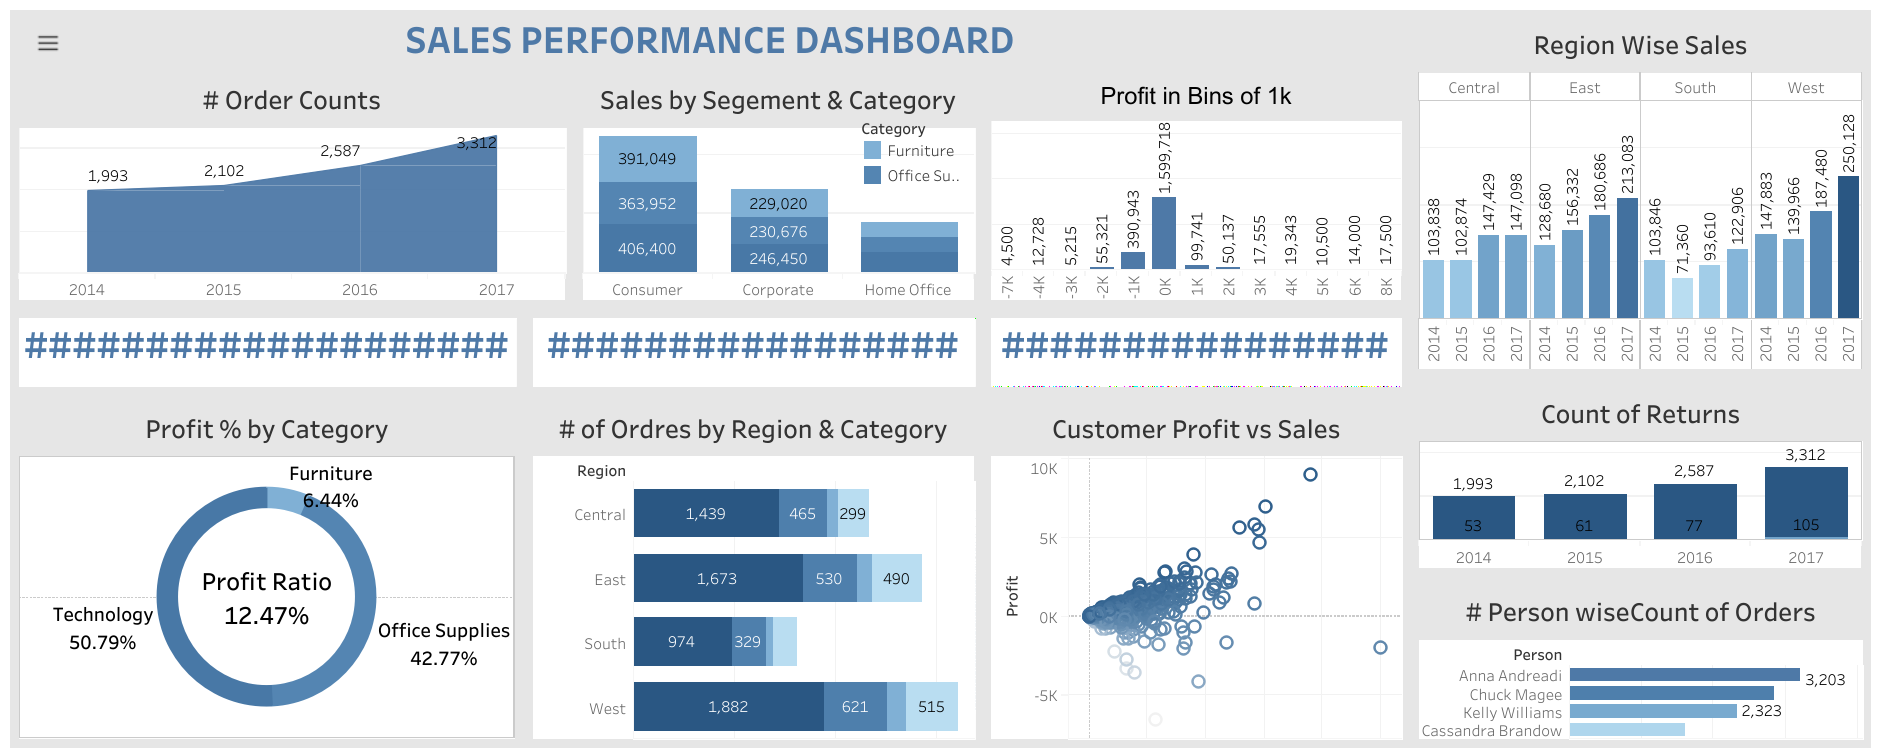 SALES PERFORMANCE DASHBOARD
# Order Counts
1,993
2,102
2,587
3,312
2014 2015 2016 2017
Sales by Segement & Category
Category
Furniture
Office Su..
391,049
363,952
406,400
229,020
230,676
246,450
Consumer Corporate Home Office
Profit in Bins of 1k
4,500 12,728 5,215 55,321 390,943 1,599,718 99,741 50,137 17,555 19,343 10,500 14,000 17,500
-7K -4K -3K -2K -1K 0K 1K 2K 3K 4K 5K 6K 8K
Region Wise Sales
Central East South West
103,838 102,874 147,429 147,098 128,680 156,332 180,686 213,083 103,846 71,360 93,610 122,906 147,883 139,966 187,480 250,128
2014 2015 2016 2017 2014 2015 2016 2017 2014 2015 2016 2017 2014 2015 2016 2017
####################
#################
################
Profit % by Category
Furniture
6.44%
Profit Ratio
12.47%
Technology
50.79%
Office Supplies
42.77%
# of Ordres by Region & Category
Region
Central 1,439 465 299
East 1,673 530 490
South 974 329
West 1,882 621 515
Customer Profit vs Sales
Profit
10K
5K
0K
-5K
Count of Returns
1,993 2,102 2,587 3,312
53 61 77 105
2014 2015 2016 2017
# Person wiseCount of Orders
Person
Anna Andreadi 3,203
Chuck Magee
Kelly Williams 2,323
Cassandra Brandow